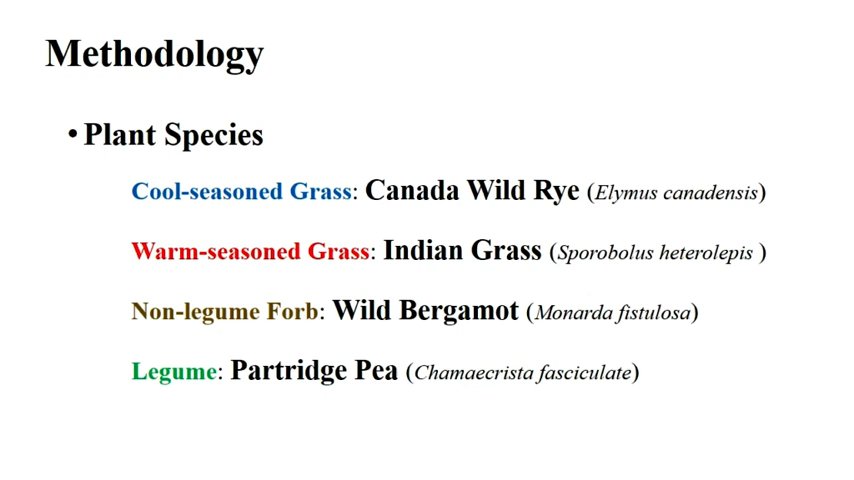 Methodology
• Plant Species
Cool-seasoned Grass: Canada Wild Rye (Elymus canadensis)
Warm-seasoned Grass: Indian Grass (Sporobolus heterolepis )
Non-legume Forb: Wild Bergamot (Monarda fistulosa)
Legume: Partridge Pea (Chamaecrista fasciculate)